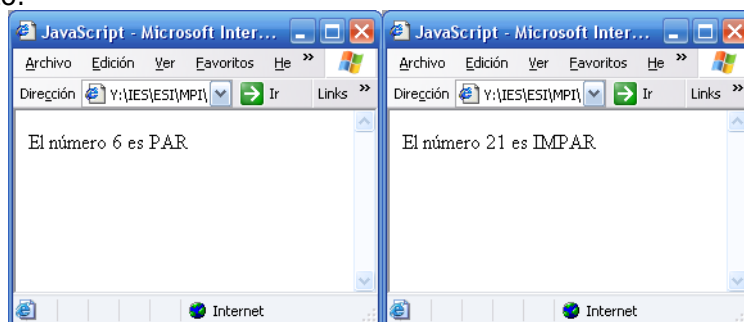 JavaScript - Microsoft Inter...
Archivo Edición Ver Favoritos He »
Dirección Y:\IES\ESI\MPI\ Ir Links »
El número 6 es PAR
Internet
JavaScript - Microsoft Inter...
Archivo Edición Ver Favoritos He »
Dirección Y:\IES\ESI\MPI\ Ir Links »
El número 21 es IMPAR
Internet